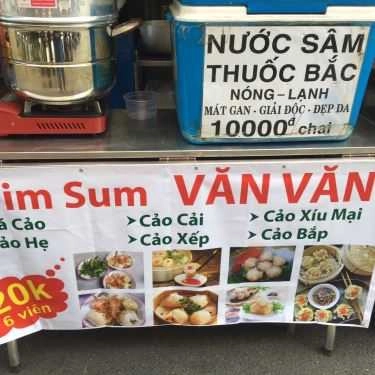 NƯỚC SÂM
THUỐC BẮC
NÓNG - LẠNH
MÁT GAN - GIẢI ĐỘC - ĐẸP DA
10000đ chai
im Sum VĂN VĂN
á Cảo ➤ Cảo Cải ➤ Cảo Xíu Mại
ảo Hẹ ➤ Cảo Xếp ➤ Cảo Bắp
20k
6 viên